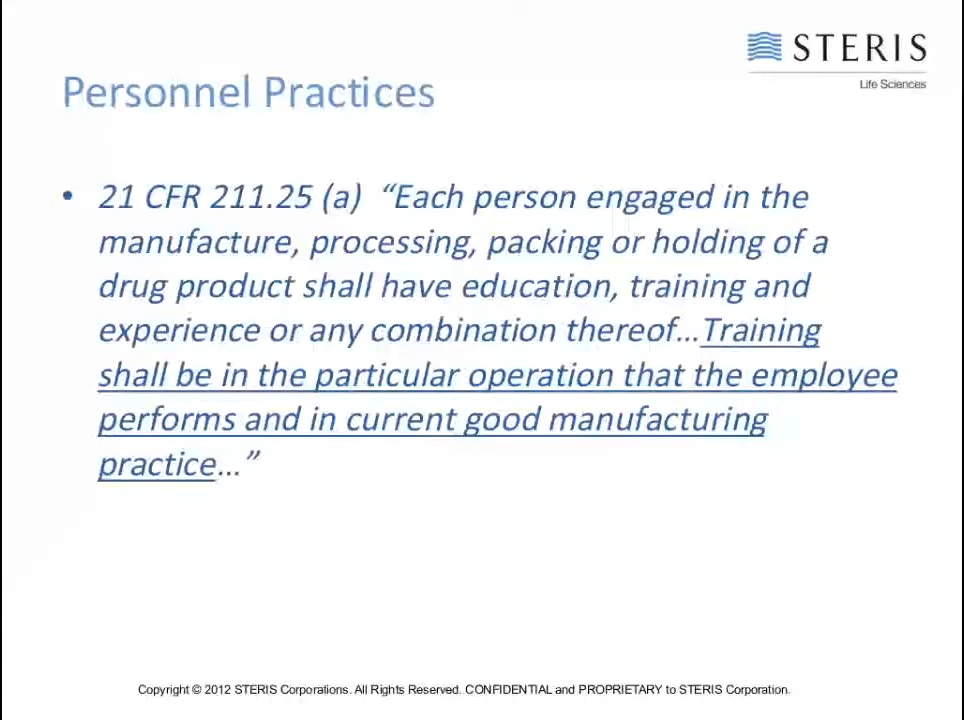 STERIS
Life Sciences
Personnel Practices
• 21 CFR 211.25 (a) “Each person engaged in the
manufacture, processing, packing or holding of a
drug product shall have education, training and
experience or any combination thereof…Training
shall be in the particular operation that the employee
performs and in current good manufacturing
practice…”
Copyright © 2012 STERIS Corporations. All Rights Reserved. CONFIDENTIAL and PROPRIETARY to STERIS Corporation.